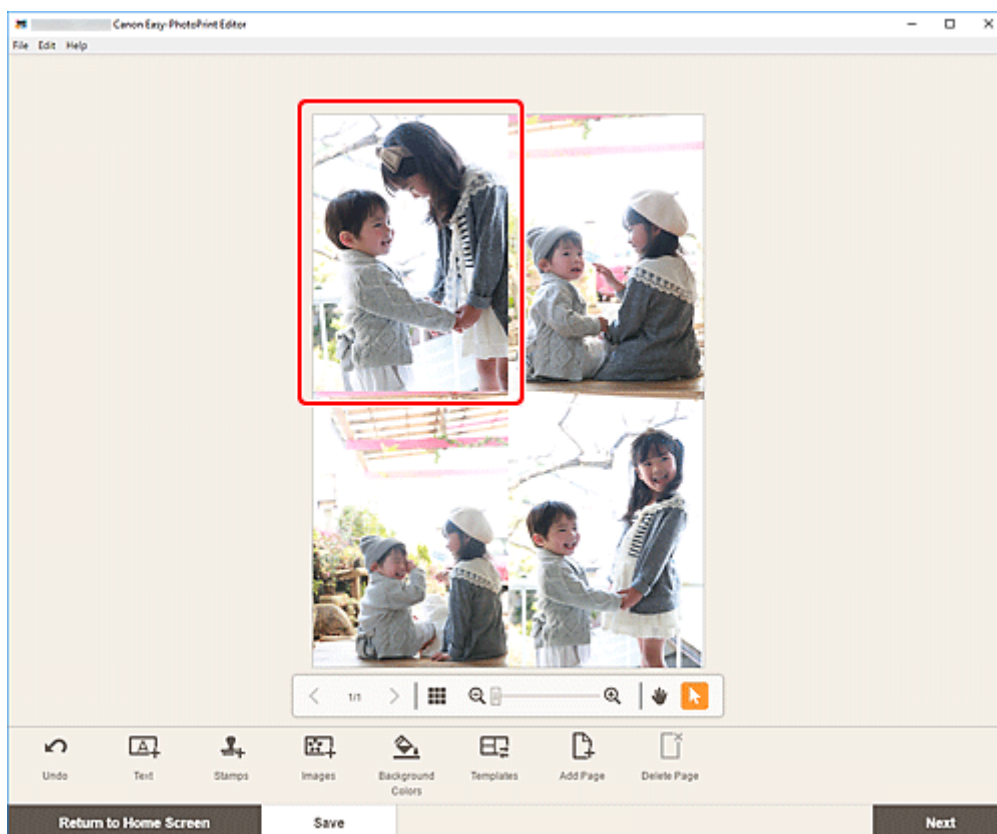 Canon Easy-PhotoPrint Editor
File Edit Help
1/1
Undo
Text
Stamps
Images
Background
Colors
Templates
Add Page
Delete Page
Return to Home Screen
Save
Next